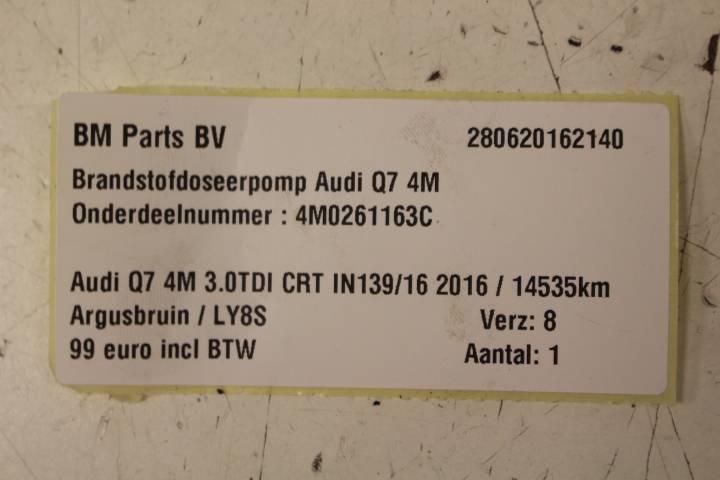 BM Parts BV 280620162140
Brandstofdoseerpomp Audi Q7 4M
Onderdeelnummer : 4M0261163C
Audi Q7 4M 3.0TDI CRT IN139/16 2016 / 14535km
Argusbruin / LY8S Verz: 8
99 euro incl BTW Aantal: 1